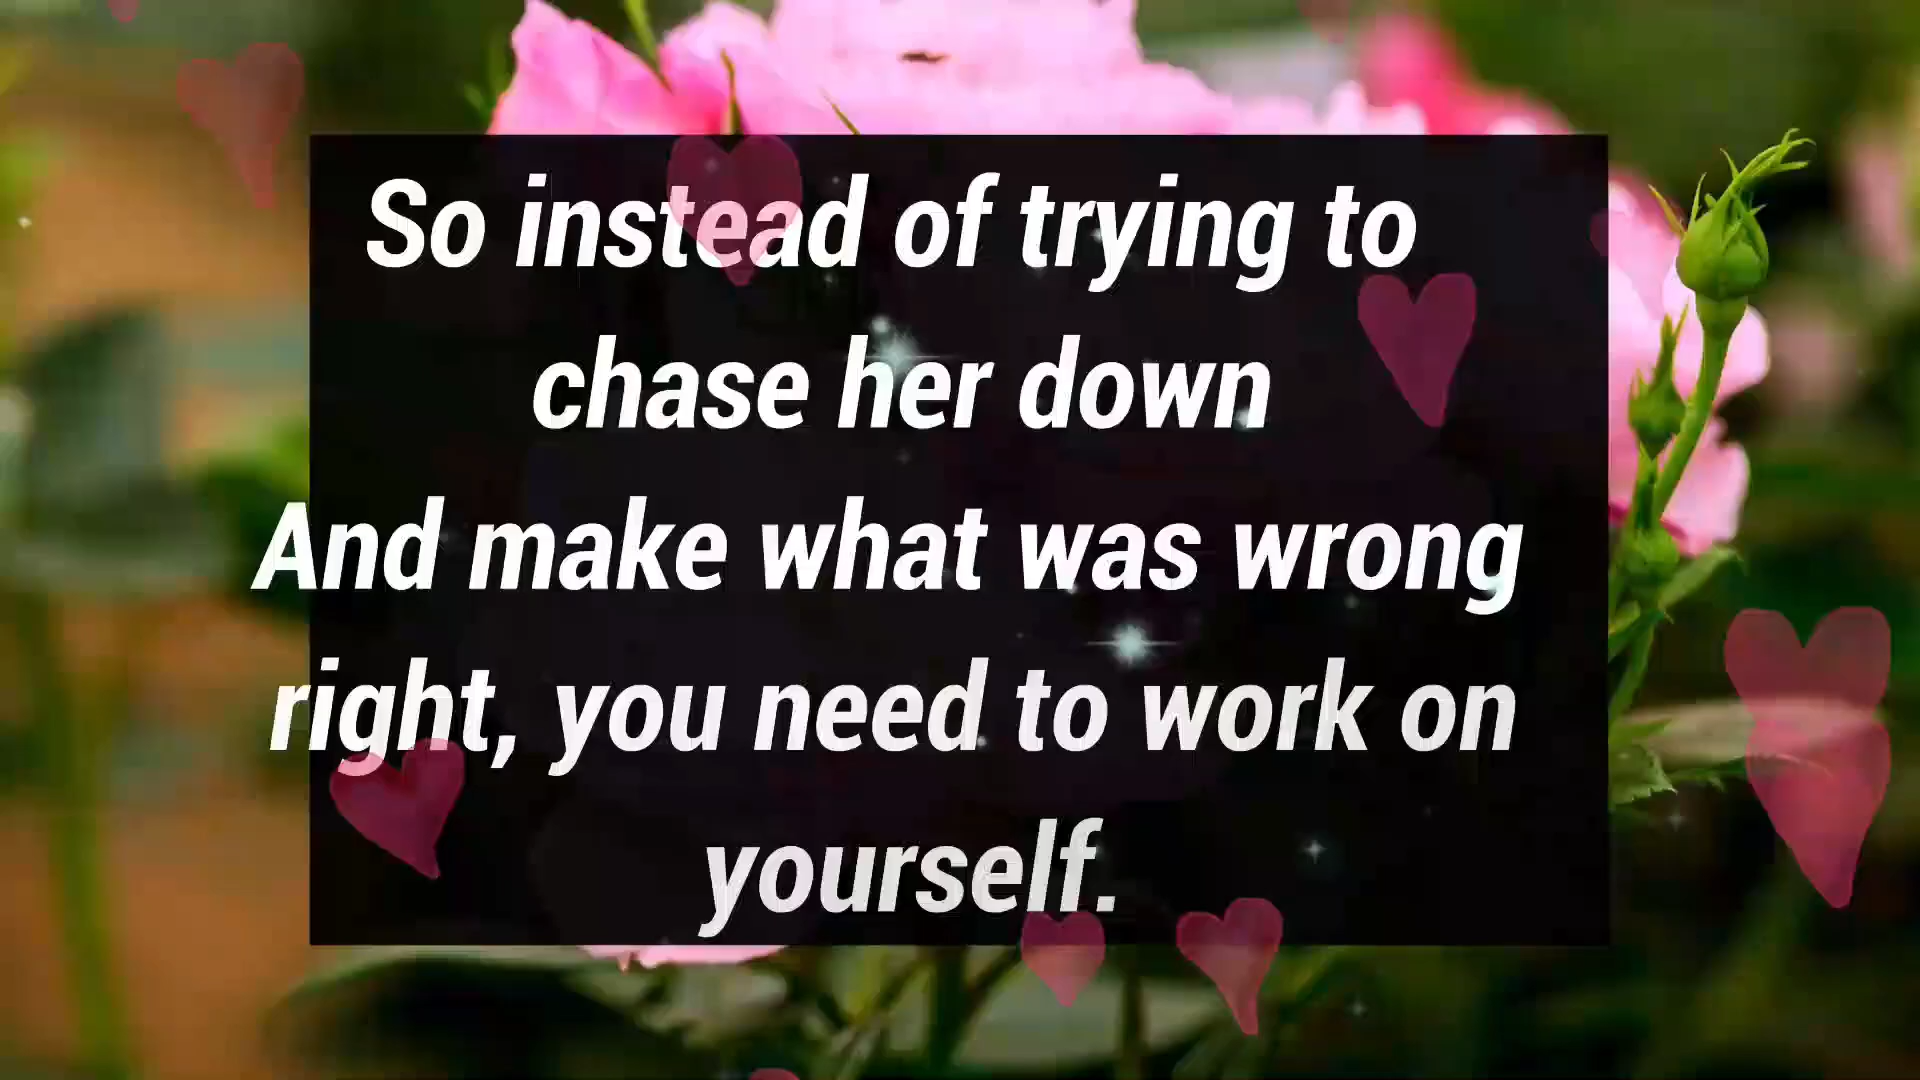 So instead of trying to
chase her down
And make what was wrong
right, you need to work on
yourself.